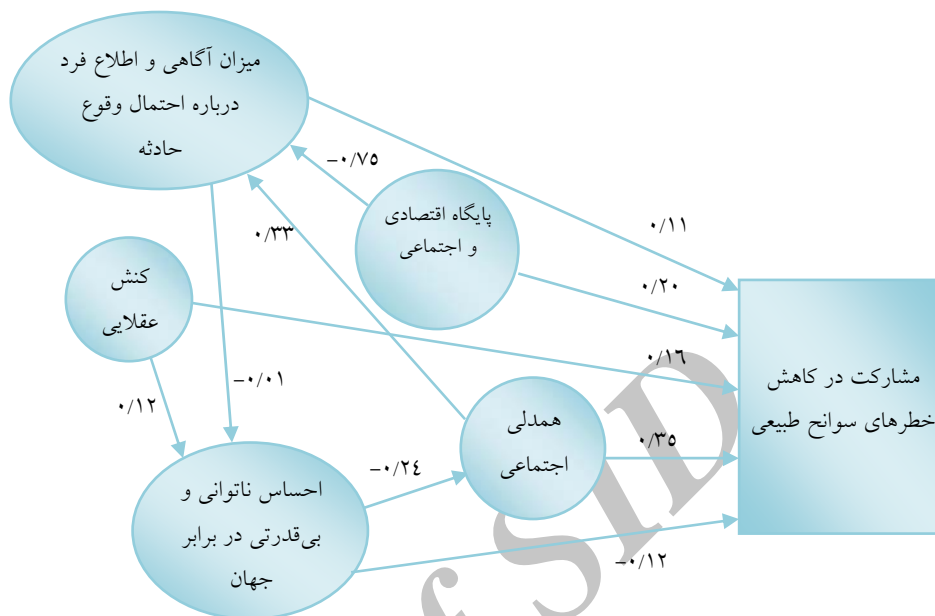 میزان آگاهی و اطلاع فرد
درباره احتمال وقوع
حادثه
-۰/۷۵
پایگاه اقتصادی
و اجتماعی
۰/۳۳
۰/۱۱
۰/۲۰
کنش
عقلایی
۰/۱۶
مشارکت در کاهش
خطرهای سوانح طبیعی
-۰/۰۱
۰/۱۲
همدلی
اجتماعی
۰/۳۵
-۰/۲٤
احساس ناتوانی و
بی‌قدرتی در برابر
جهان
-۰/۱۲
f SID